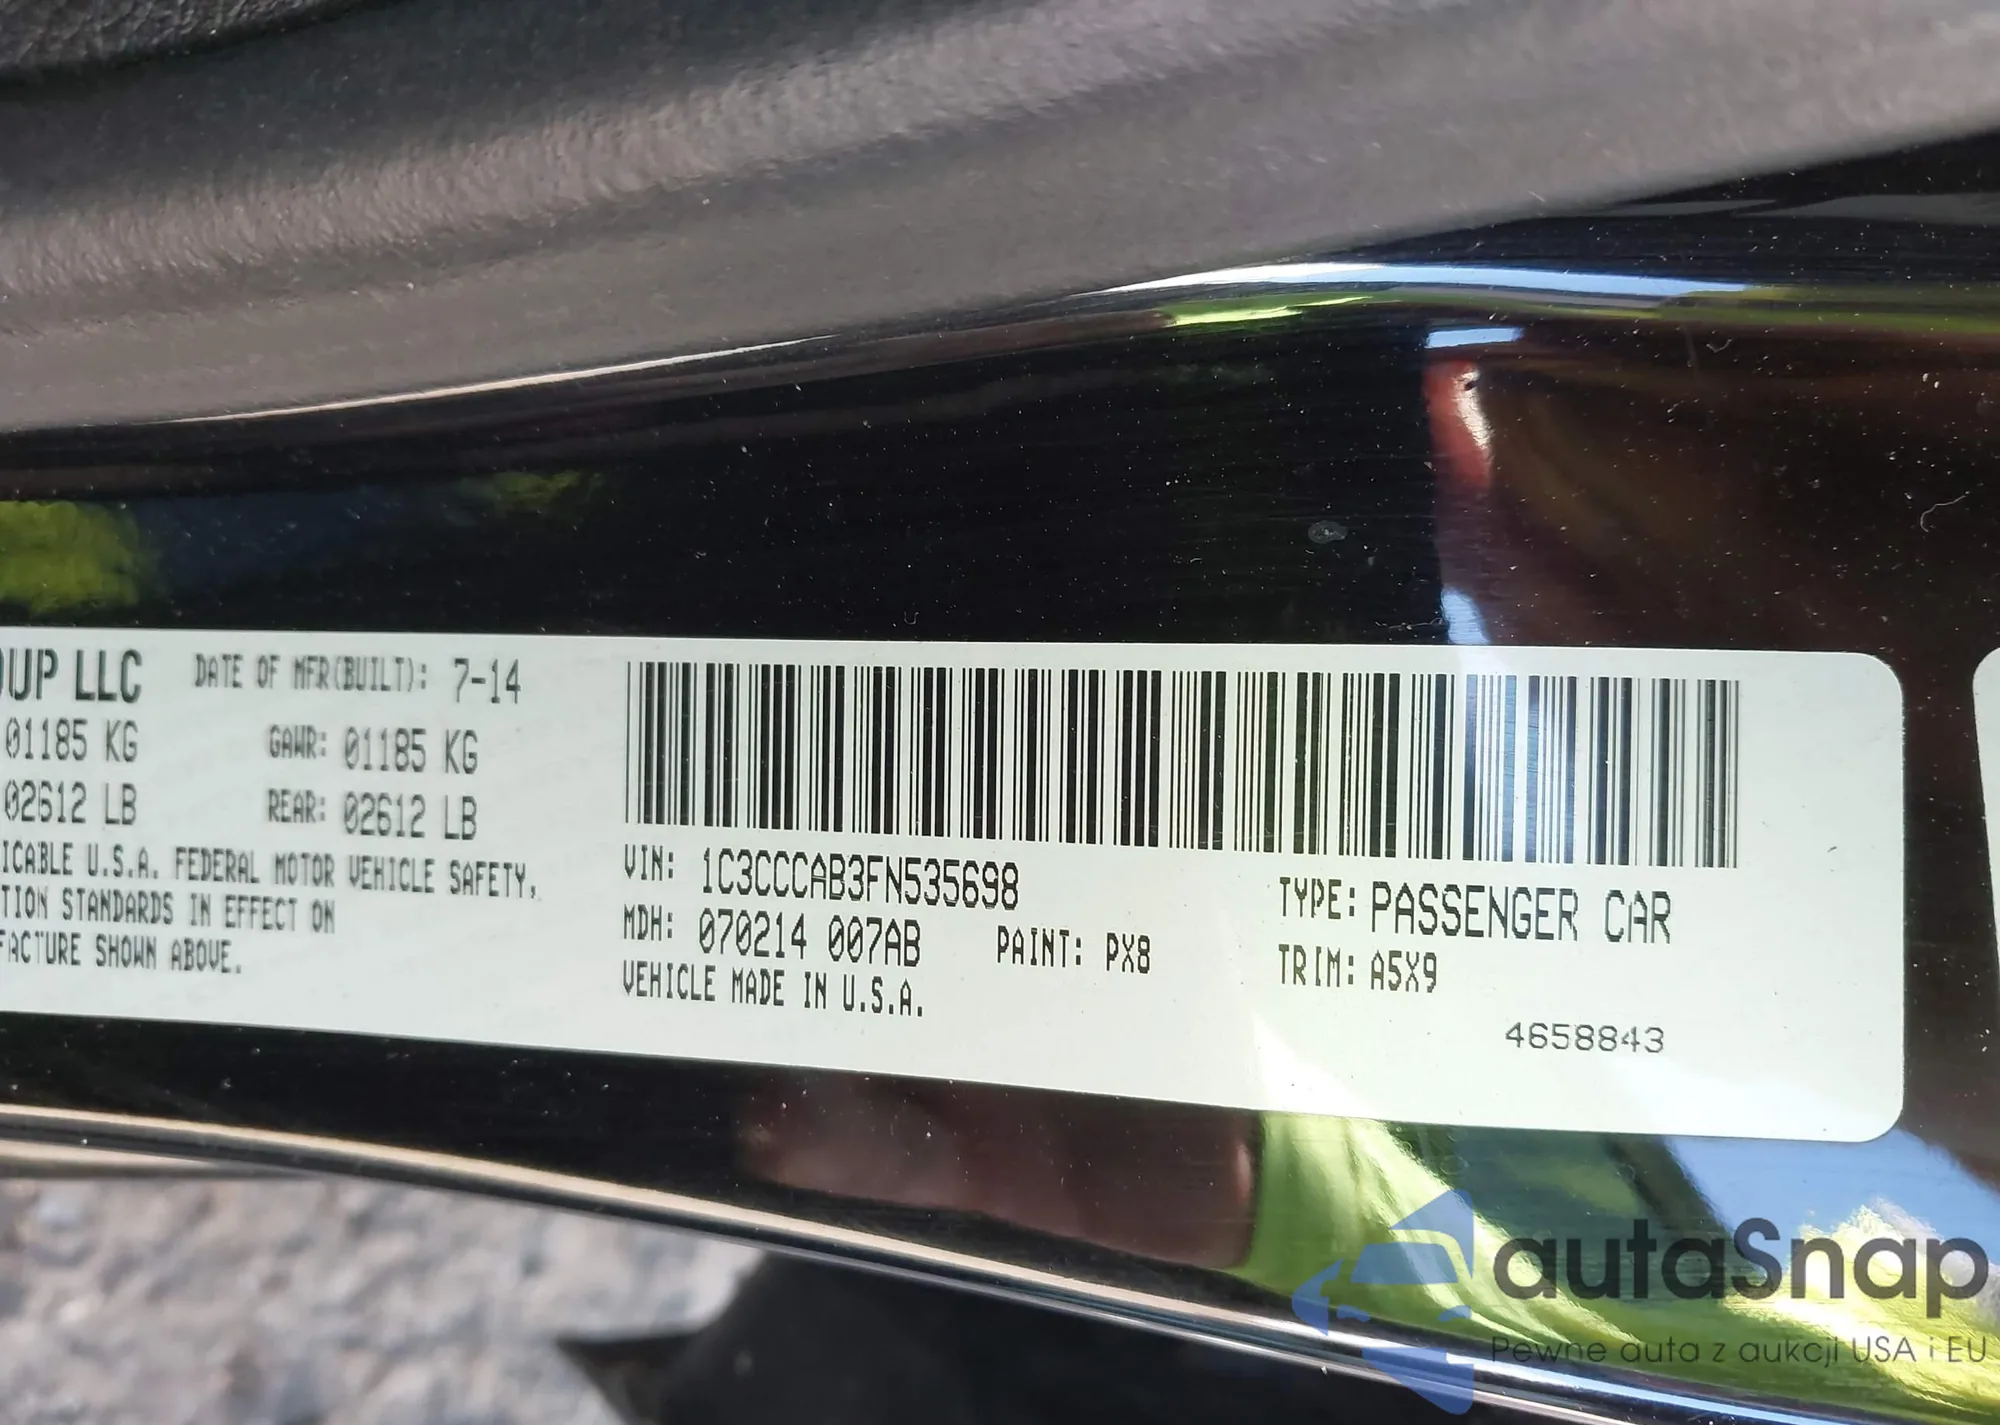 OUP LLC DATE OF MFR(BUILT): 7-14
01185 KG GAWR: 01185 KG
02612 LB REAR: 02612 LB
ICABLE U.S.A. FEDERAL MOTOR VEHICLE SAFETY,
TION STANDARDS IN EFFECT ON
FACTURE SHOWN ABOVE.
VIN: 1C3CCCAB3FN535698
MDH: 070214 007AB PAINT: PX8
VEHICLE MADE IN U.S.A.
TYPE: PASSENGER CAR
TRIM: A5X9
4658843
autaSnap
Pewne auta z aukcji USA i EU